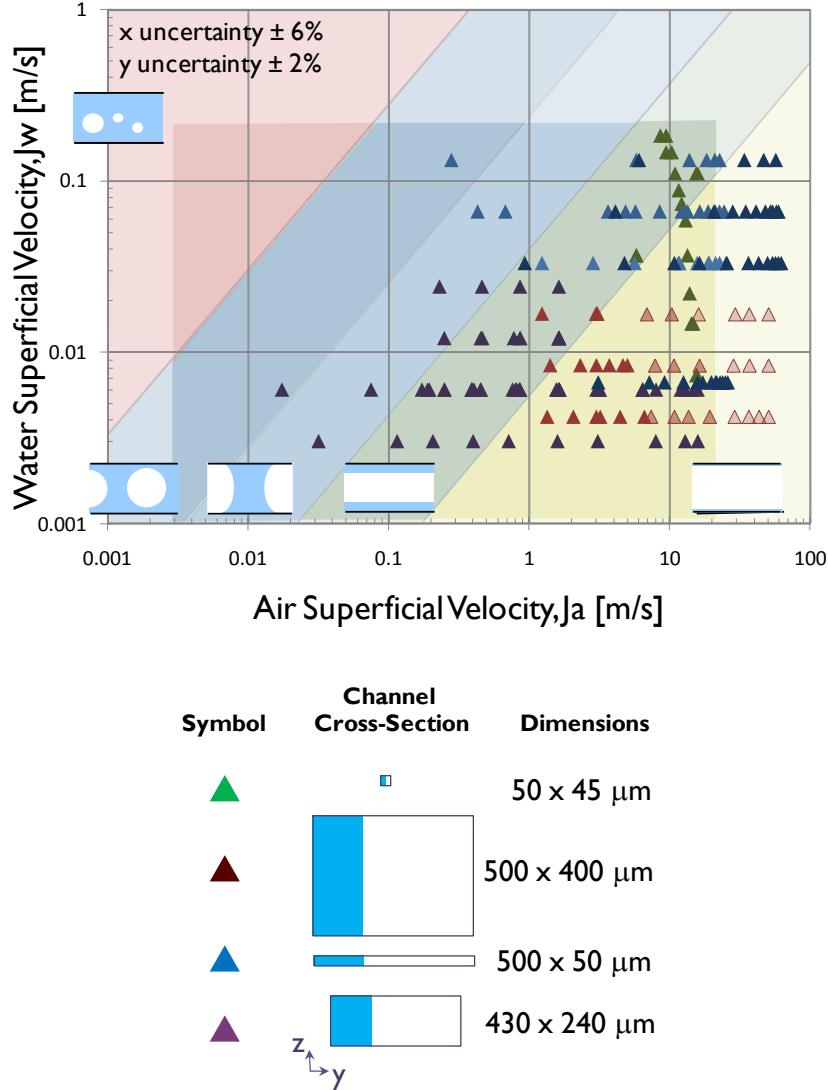 1
x uncertainty ± 6%
y uncertainty ± 2%
0.1
0.01
0.001
Water Superficial Velocity, Jw [m/s]
0.001 0.01 0.1 1 10 100
Air Superficial Velocity, Ja [m/s]
Symbol Channel Cross-Section Dimensions
50 x 45 μm
500 x 400 μm
500 x 50 μm
430 x 240 μm
z
y